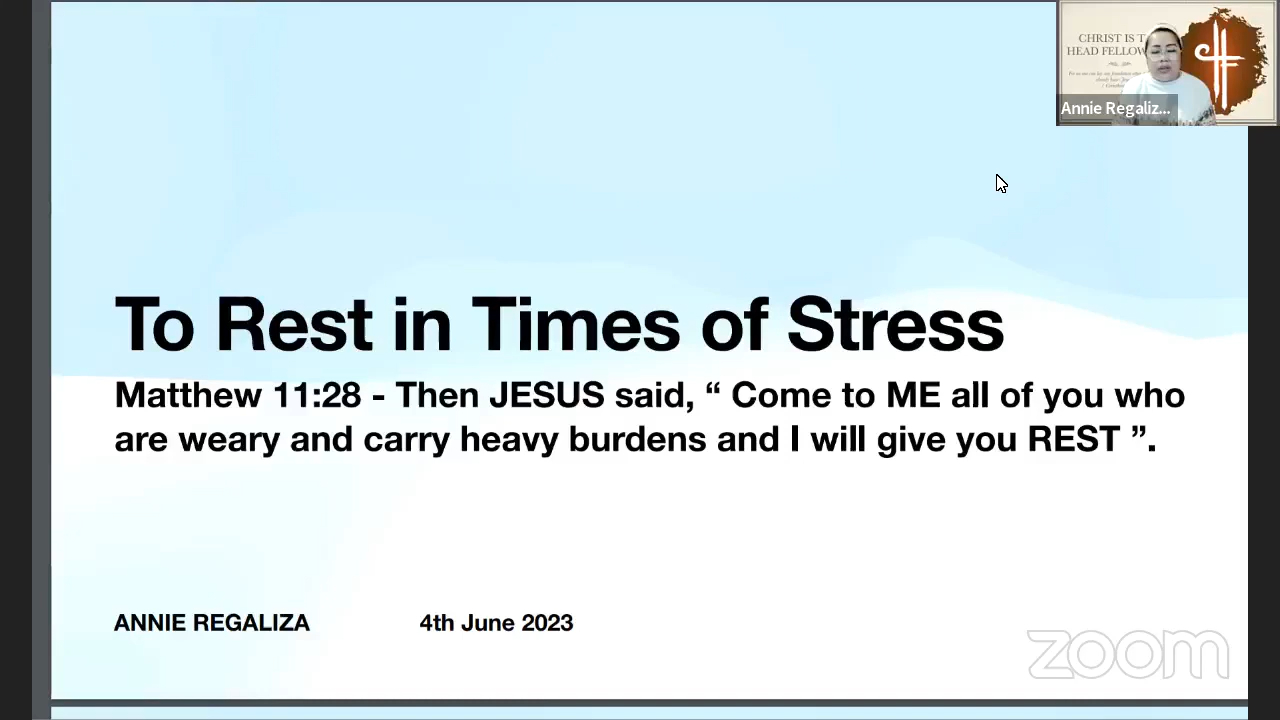 CHRIST IS T
HEAD FELLOW
Annie Regaliz...
To Rest in Times of Stress
Matthew 11:28 - Then JESUS said, “ Come to ME all of you who
are weary and carry heavy burdens and I will give you REST ”.
ANNIE REGALIZA 4th June 2023
zoom